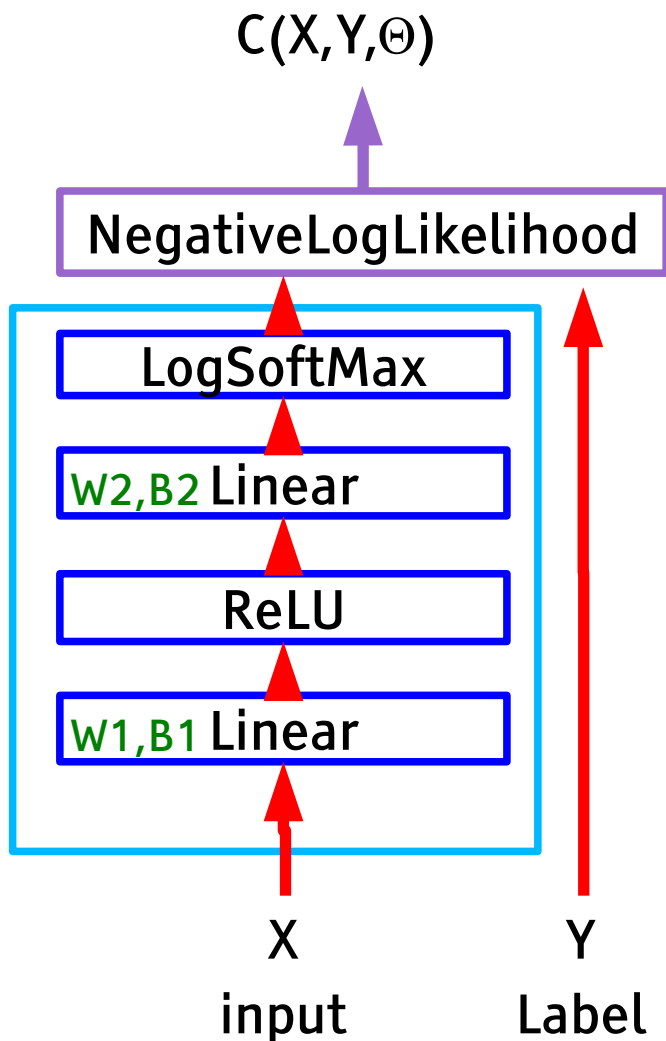 C(X,Y,Θ)
NegativeLogLikelihood
LogSoftMax
W2,B2 Linear
ReLU
W1,B1 Linear
X Y
input Label